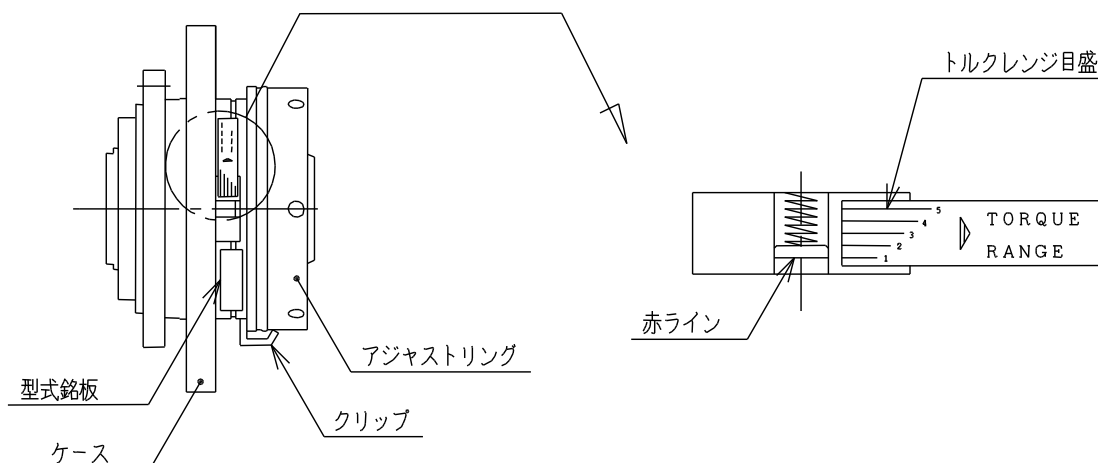 トルクレンジ目盛
5
4
3
2
1
TORQUE
RANGE
赤ライン
アジャストリング
型式銘板
クリップ
ケース